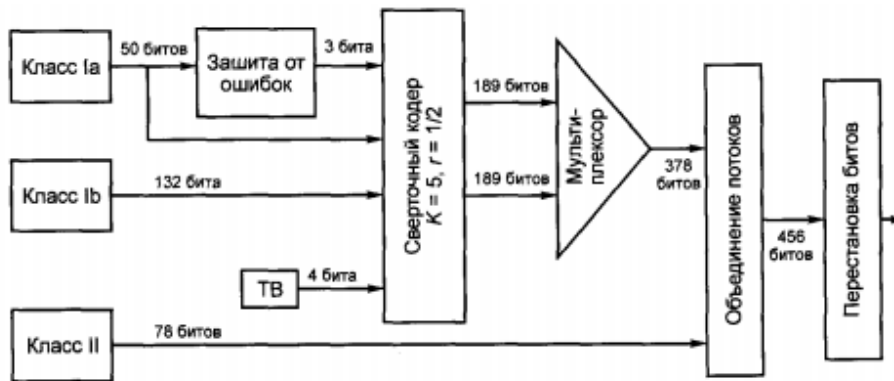 Класс Ia
50 битов
Зашита от
ошибок
3 бита
Класс Ib
132 бита
ТВ
4 бита
Класс II
78 битов
Сверточный кодер
K = 5, r = 1/2
189 битов
189 битов
Мульти-
плексор
378
битов
Объединение потоков
456
битов
Перестановка битов